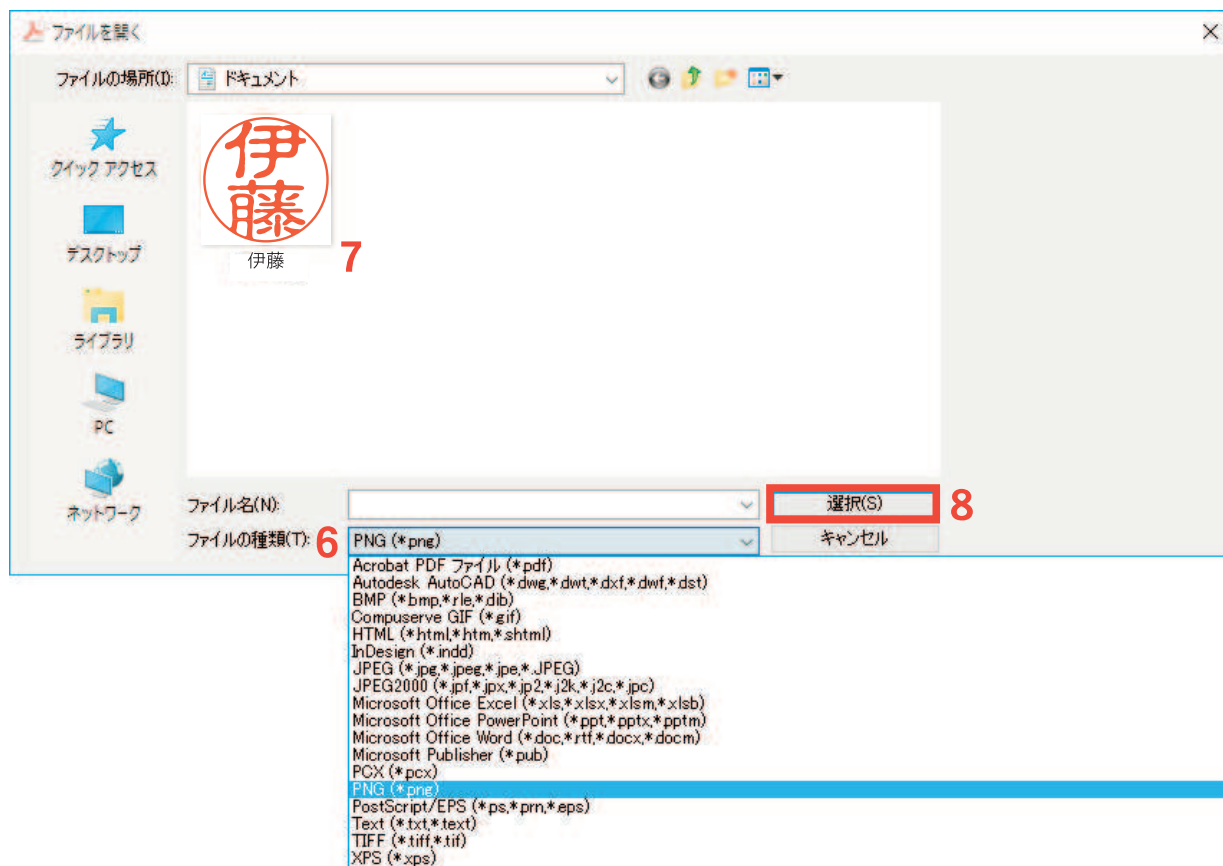 ファイルを開く
ファイルの場所(I):
ドキュメント
クイック アクセス
デスクトップ
ライブラリ
PC
ネットワーク
伊
藤
伊藤
7
ファイル名(N):
選択(S)
8
ファイルの種類(T):
6
PNG (*.png)
キャンセル
Acrobat PDF ファイル (*.pdf)
Autodesk AutoCAD (*.dwg,*.dwt,*.dxf,*.dwf,*.dst)
BMP (*.bmp,*.rle,*.dib)
Compuserve GIF (*.gif)
HTML (*.html,*.htm,*.shtml)
InDesign (*.indd)
JPEG (*.jpg,*.jpeg,*.jpe,*.JPEG)
JPEG2000 (*.jpf,*.jpx,*.jp2,*.j2k,*.j2c,*.jpc)
Microsoft Office Excel (*.xls,*.xlsx,*.xlsm,*.xlsb)
Microsoft Office PowerPoint (*.ppt,*.pptx,*.pptm)
Microsoft Office Word (*.doc,*.rtf,*.docx,*.docm)
Microsoft Publisher (*.pub)
PCX (*.pcx)
PNG (*.png)
PostScript/EPS (*.ps,*.prn,*.eps)
Text (*.txt,*.text)
TIFF (*.tiff,*.tif)
XPS (*.xps)